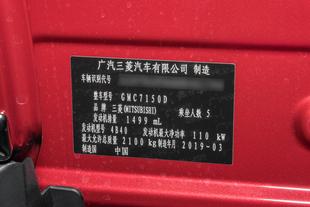 广汽三菱汽车有限公司 制造
车辆识别代号
整车型号 GMC7150D
品牌 三菱(MITSUBISHI) 乘坐人数 5
发动机排量 1499 mL
发动机型号 4B40 发动机最大净功率 110 kW
最大允许总质量 2100 kg 制造年月 2019-03
制造国 中国